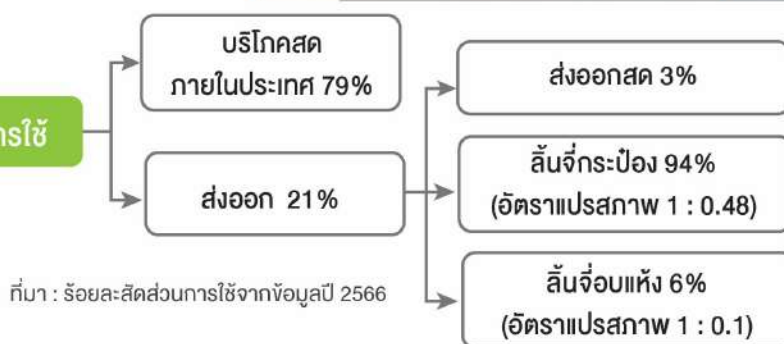 บริโภคสด
ภายในประเทศ 79%
ส่งออกสด 3%
รใช้
ส่งออก 21%
ลิ้นจี่กระป๋อง 94%
(อัตราแปรสภาพ 1 : 0.48)
ที่มา : ร้อยละสัดส่วนการใช้จากข้อมูลปี 2566
ลิ้นจี่อบแห้ง 6%
(อัตราแปรสภาพ 1 : 0.1)